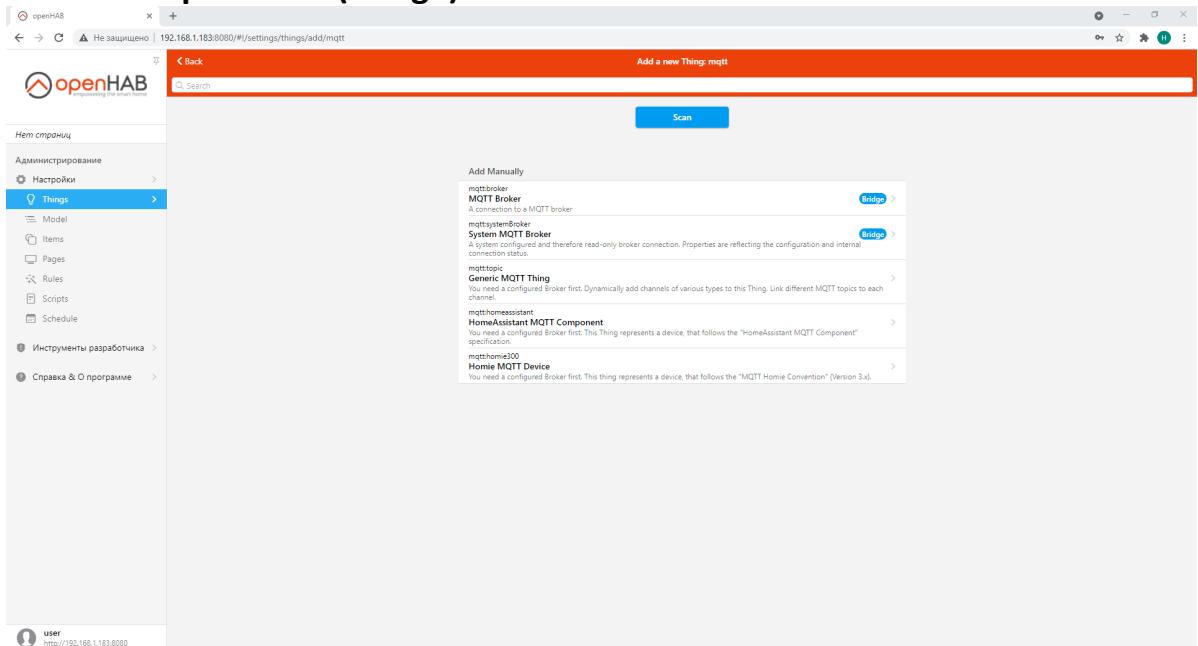 openHAB
Не защищено
192.168.1.183:8080/#!/settings/things/add/mqtt
H
openHAB
empowering the smart home
Нет страниц
Администрирование
Настройки
Things
Model
Items
Pages
Rules
Scripts
Schedule
Инструменты разработчика
Справка & О программе
user
http://192.168.1.183:8080
Back
Add a new Thing: mqtt
Search
Scan
Add Manually
mqtt:broker
MQTT Broker
Bridge
A connection to a MQTT broker
mqtt:systemBroker
System MQTT Broker
Bridge
A system configured and therefore read-only broker connection. Properties are reflecting the configuration and internal
connection status.
mqtt:topic
Generic MQTT Thing
You need a configured Broker first. Dynamically add channels of various types to this Thing. Link different MQTT topics to each
channel.
mqtt:homeassistant
HomeAssistant MQTT Component
You need a configured Broker first. This Thing represents a device, that follows the "HomeAssistant MQTT Component"
specification.
mqtt:homie300
Homie MQTT Device
You need a configured Broker first. This thing represents a device, that follows the "MQTT Homie Convention" (Version 3.x).